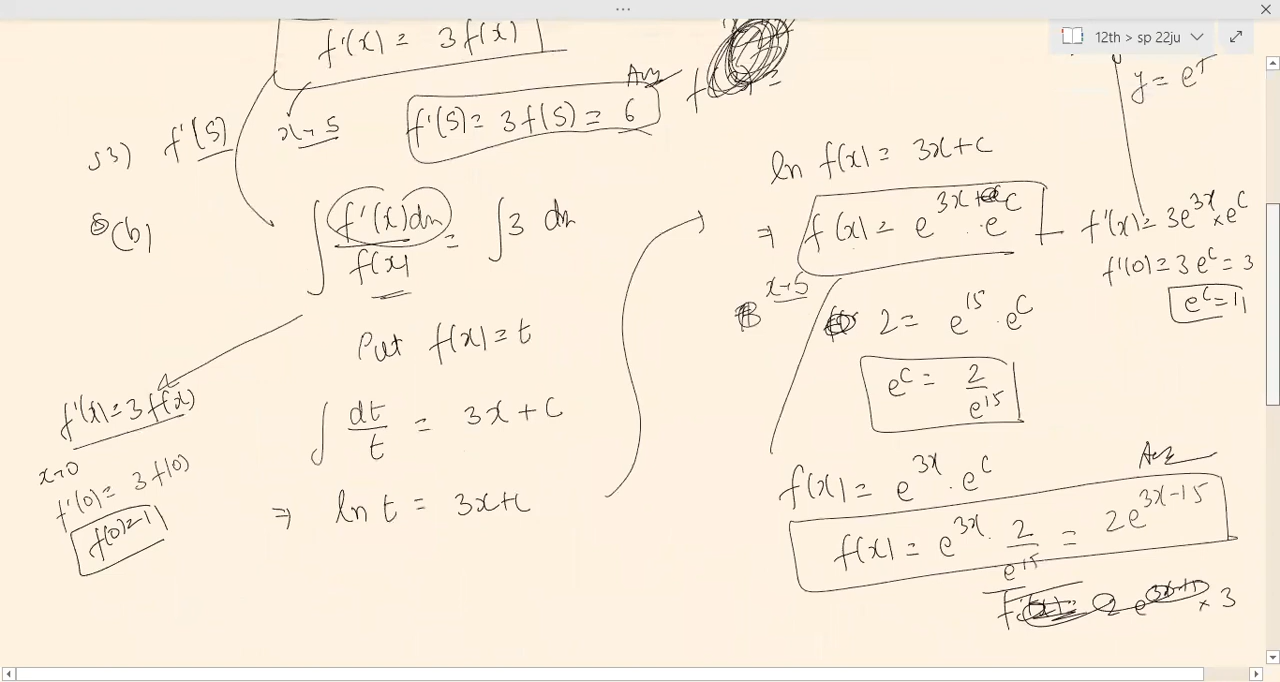 12th > sp 22ju
f'(x) = 3f(x)
y = e^x
Ans
53) f'(5) x→5 f'(5) = 3f(5) = 6
ln f(x) = 3x+c
(b) ∫ f'(x)dx / f(x) = ∫ 3 dx
⇒ f(x) = e^3x · e^c
f'(x) = 3e^3x × e^c
f'(0) = 3e^c = 3
e^c = 1
x→5
2 = e^15 · e^c
Put f(x) = t
e^c = 2/e^15
f'(x) = 3f(x)
∫ dt/t = 3x + c
x→0
f'(0) = 3f(0)
f(0) = 1
⇒ ln t = 3x+c
f(x) = e^3x · e^c
Ans
f(x) = e^3x · 2/e^15 = 2e^3x-15
× 3